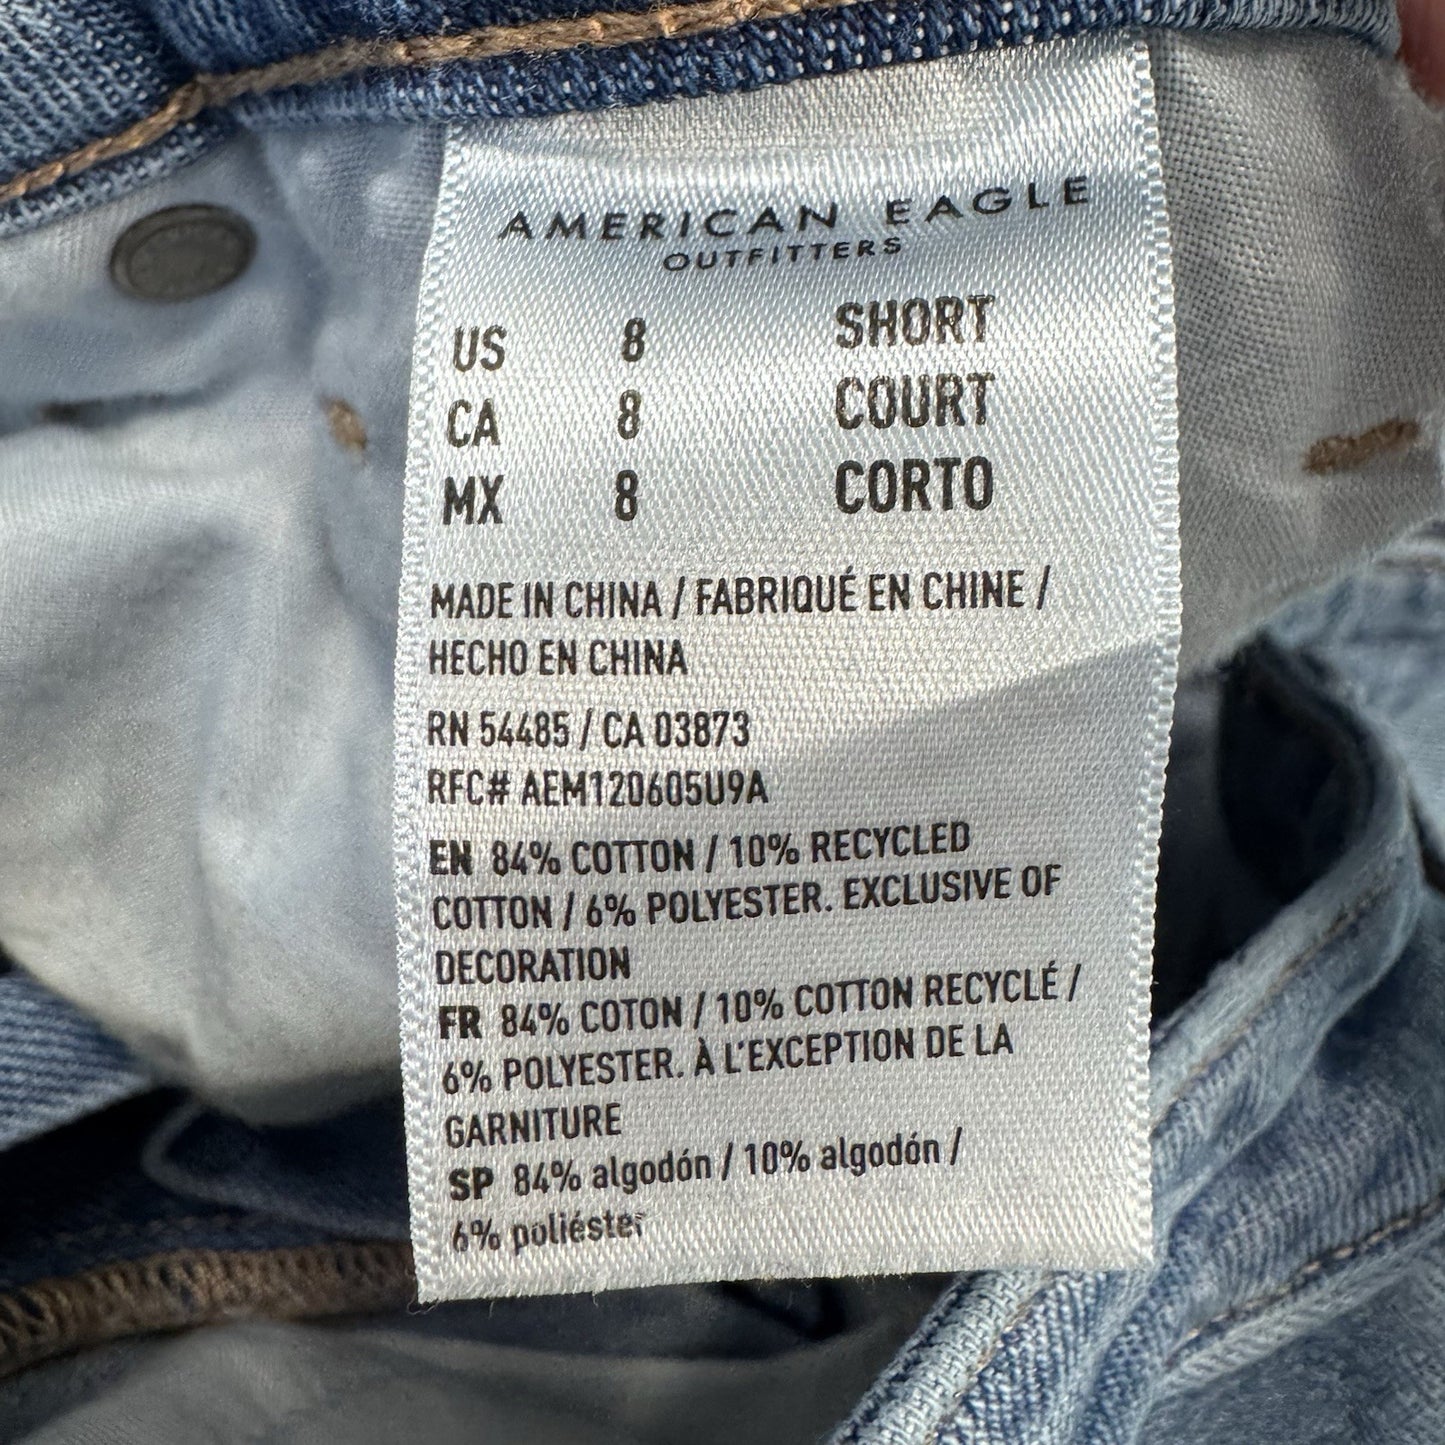 AMERICAN EAGLE
OUTFITTERS
US 8 SHORT
CA 8 COURT
MX 8 CORTO
MADE IN CHINA / FABRIQUÉ EN CHINE /
HECHO EN CHINA
RN 54485 / CA 03873
RFC# AEM120605U9A
EN 84% COTTON / 10% RECYCLED
COTTON / 6% POLYESTER. EXCLUSIVE OF
DECORATION
FR 84% COTON / 10% COTTON RECYCLÉ /
6% POLYESTER. À L'EXCEPTION DE LA
GARNITURE
SP 84% algodón / 10% algodón /
6% poliéster